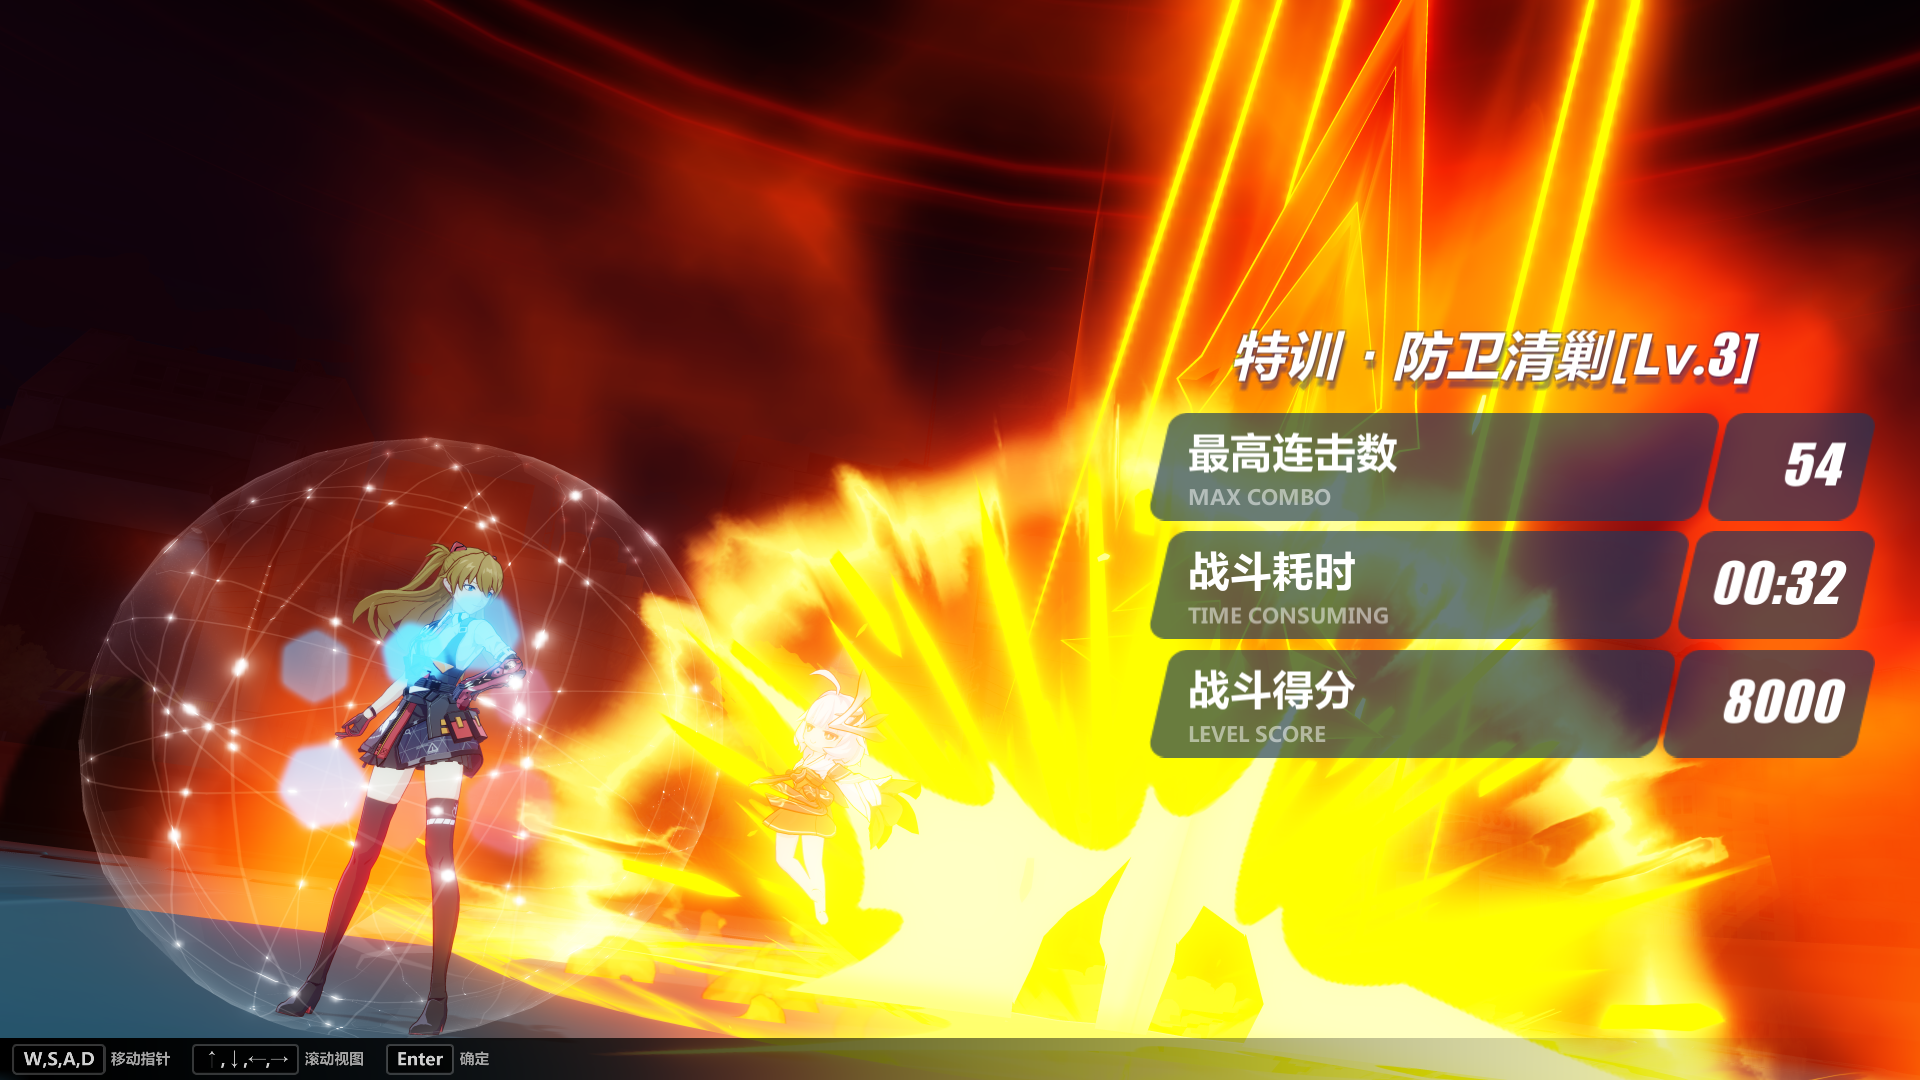 特训·防卫清剿[Lv.3]
最高连击数
MAX COMBO
54
战斗耗时
TIME CONSUMING
00:32
战斗得分
LEVEL SCORE
8000
W,S,A,D 移动指针 ↑,↓,←,→ 滚动视图 Enter 确定